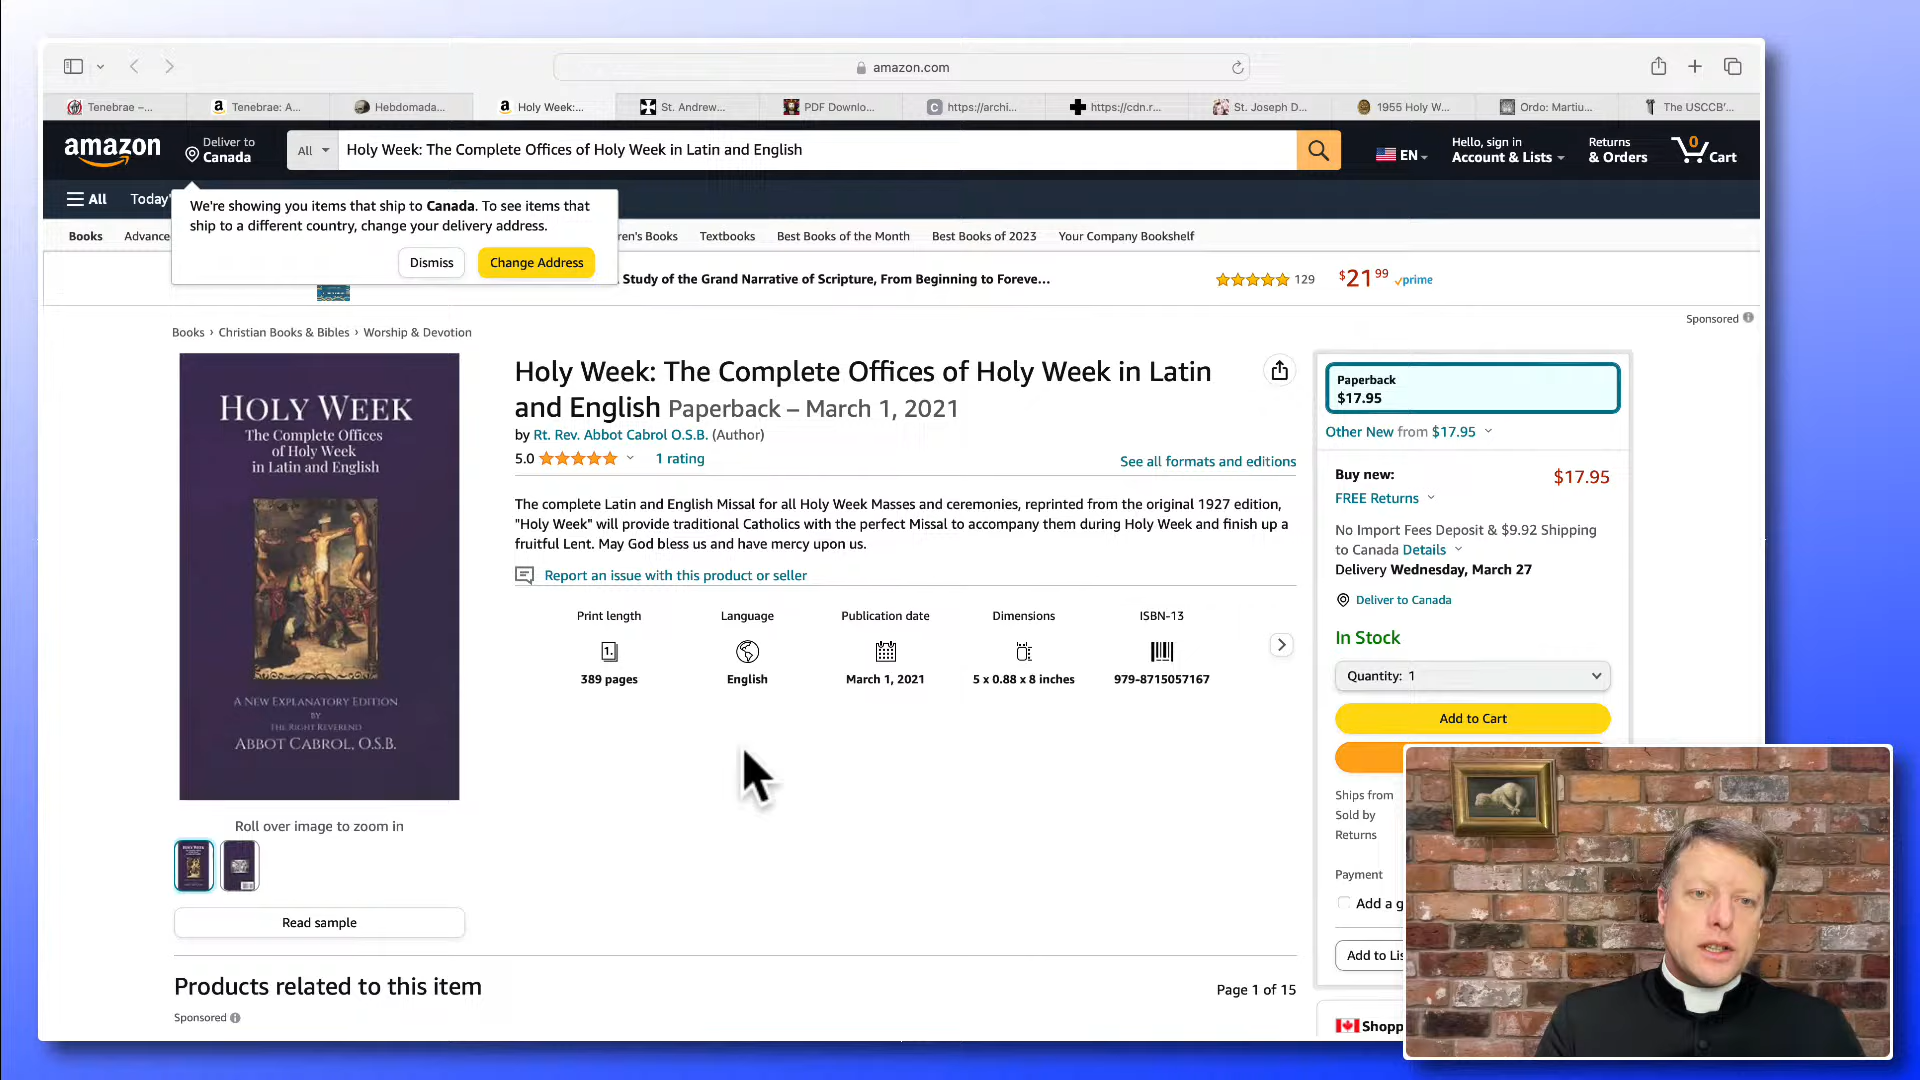 amazon.com
Tenebrae –...
Tenebrae: A...
Hebdomada...
Holy Week:...
St. Andrew...
PDF Downlo...
https://archi...
https://cdn.r...
St. Joseph D...
1955 Holy W...
Ordo: Martiu...
The USCCB'...
amazon
Deliver to
Canada
All
Holy Week: The Complete Offices of Holy Week in Latin and English
EN
Hello, sign in
Account & Lists
Returns
& Orders
0
Cart
All
Today'
We're showing you items that ship to Canada. To see items that
ship to a different country, change your delivery address.
Dismiss
Change Address
Books
Advance
ren's Books
Textbooks
Best Books of the Month
Best Books of 2023
Your Company Bookshelf
Study of the Grand Narrative of Scripture, From Beginning to Foreve...
129
$21 99
prime
Sponsored
Books › Christian Books & Bibles › Worship & Devotion
HOLY WEEK
The Complete Offices
of Holy Week
in Latin and English
A NEW EXPLANATORY EDITION
BY
THE RIGHT REVEREND
ABBOT CABROL, O.S.B.
Roll over image to zoom in
Read sample
Holy Week: The Complete Offices of Holy Week in Latin
and English Paperback – March 1, 2021
by Rt. Rev. Abbot Cabrol O.S.B. (Author)
5.0
1 rating
See all formats and editions
The complete Latin and English Missal for all Holy Week Masses and ceremonies, reprinted from the original 1927 edition,
"Holy Week" will provide traditional Catholics with the perfect Missal to accompany them during Holy Week and finish up a
fruitful Lent. May God bless us and have mercy upon us.
Report an issue with this product or seller
Print length
1.
389 pages
Language
English
Publication date
March 1, 2021
Dimensions
5 x 0.88 x 8 inches
ISBN-13
979-8715057167
Paperback
$17.95
Other New from $17.95
Buy new:
$17.95
FREE Returns
No Import Fees Deposit & $9.92 Shipping
to Canada Details
Delivery Wednesday, March 27
Deliver to Canada
In Stock
Quantity: 1
Add to Cart
Ships from
Sold by
Returns
Payment
Add a g
Add to Lis
Shopp
Products related to this item
Page 1 of 15
Sponsored